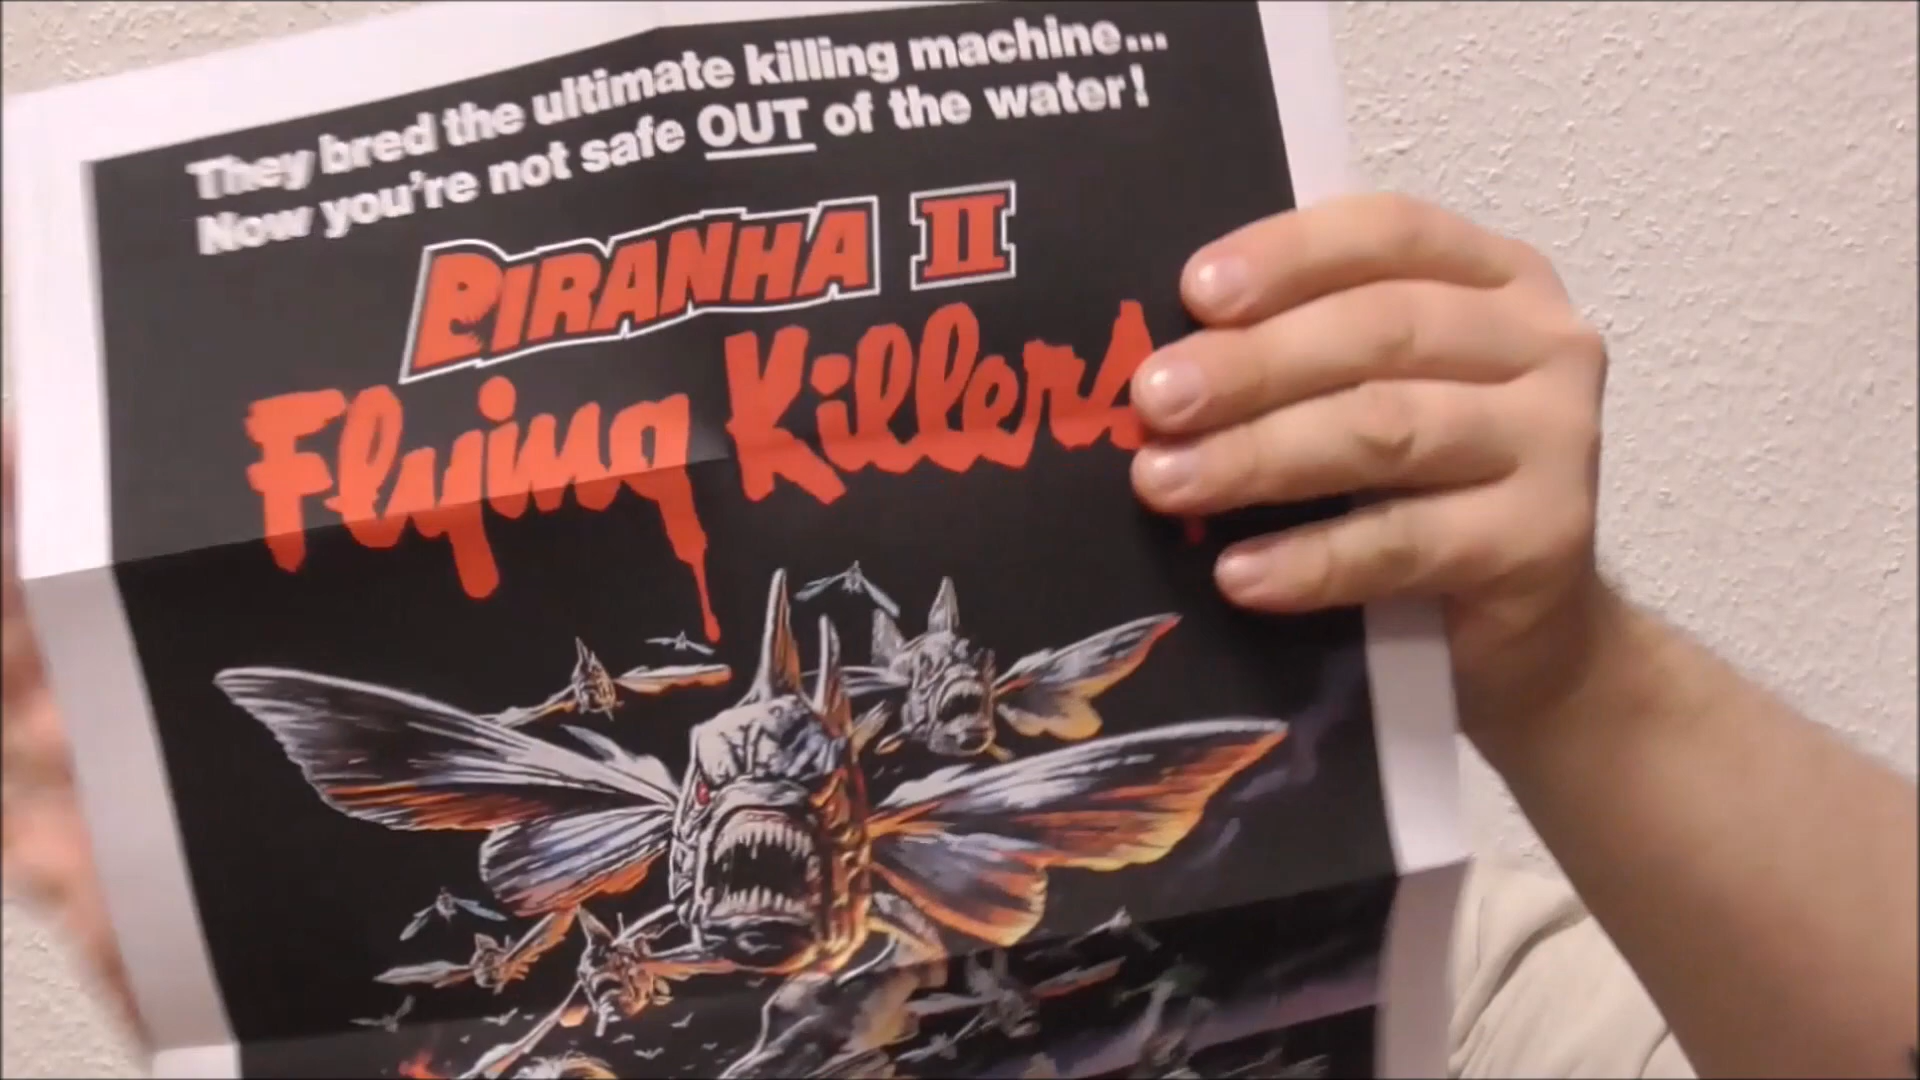 They bred the ultimate killing machine...
Now you're not safe OUT of the water!
PIRANHA II
Flying Killers